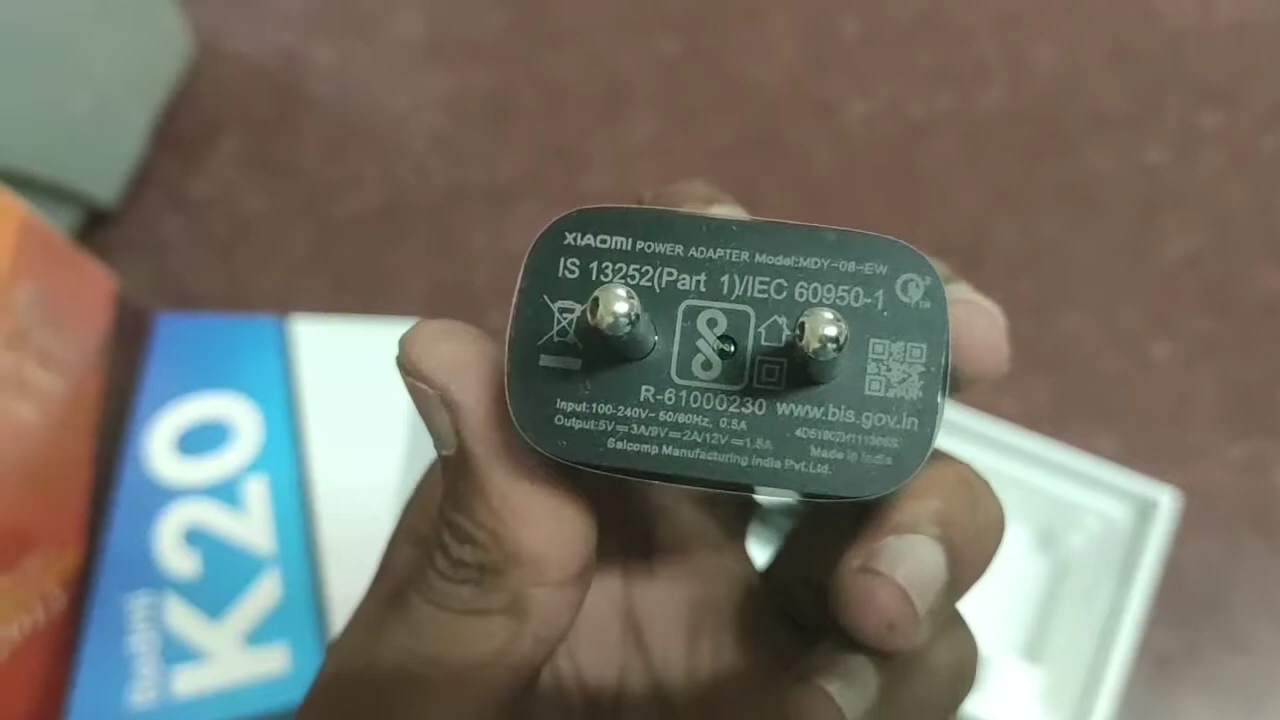 XIAOMI POWER ADAPTER Model:MDY-08-EW
IS 13252(Part 1)/IEC 60950-1
R-61000230 www.bis.gov.in
Input:100-240V~ 50/60Hz, 0.5A
Output:5V⎓3A/9V⎓2A/12V⎓1.5A
Made in India
Salcomp Manufacturing India Pvt.Ltd.
Redmi
K20